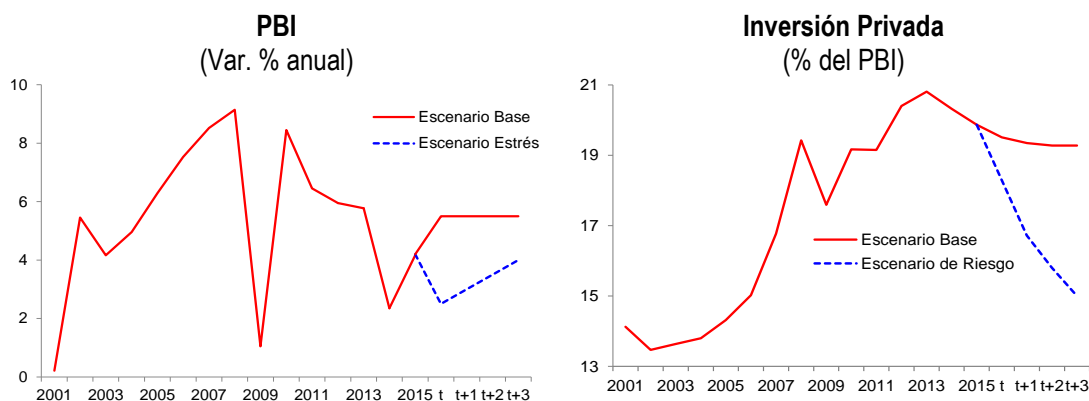 PBI
(Var. % anual)
10
8
6
4
2
0
Escenario Base
Escenario Estrés
2001 2003 2005 2007 2009 2011 2013 2015 t t+1 t+2 t+3
Inversión Privada
(% del PBI)
21
19
17
15
13
Escenario Base
Escenario de Riesgo
2001 2003 2005 2007 2009 2011 2013 2015 t t+1 t+2 t+3